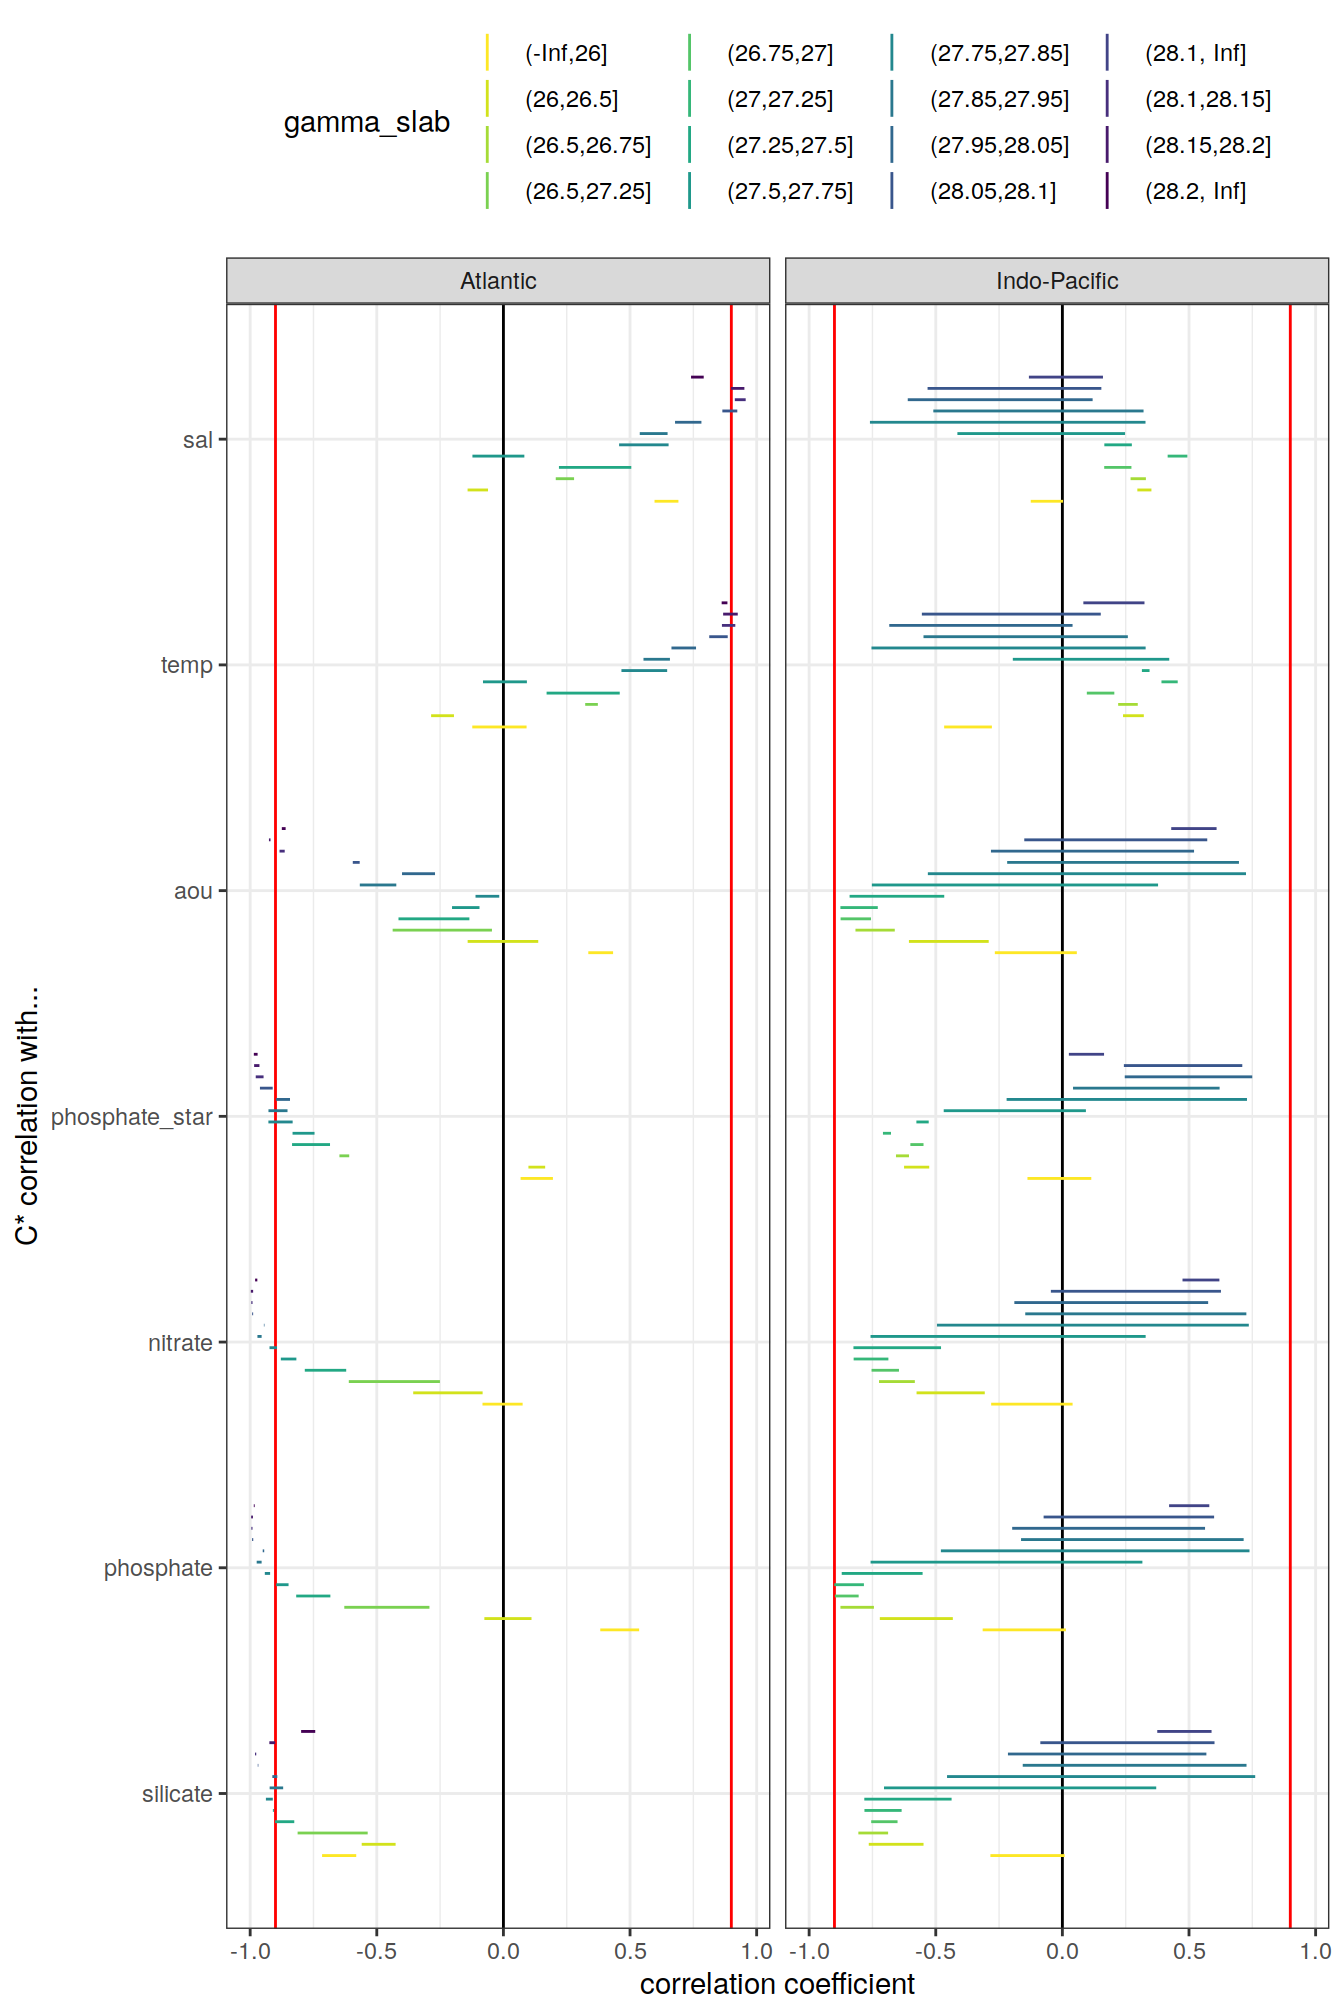 gamma_slab
(-Inf,26]
(26,26.5]
(26.5,26.75]
(26.5,27.25]
(26.75,27]
(27,27.25]
(27.25,27.5]
(27.5,27.75]
(27.75,27.85]
(27.85,27.95]
(27.95,28.05]
(28.05,28.1]
(28.1, Inf]
(28.1,28.15]
(28.15,28.2]
(28.2, Inf]
Atlantic
Indo-Pacific
C* correlation with...
sal
temp
aou
phosphate_star
nitrate
phosphate
silicate
-1.0 -0.5 0.0 0.5 1.0
-1.0 -0.5 0.0 0.5 1.0
correlation coefficient